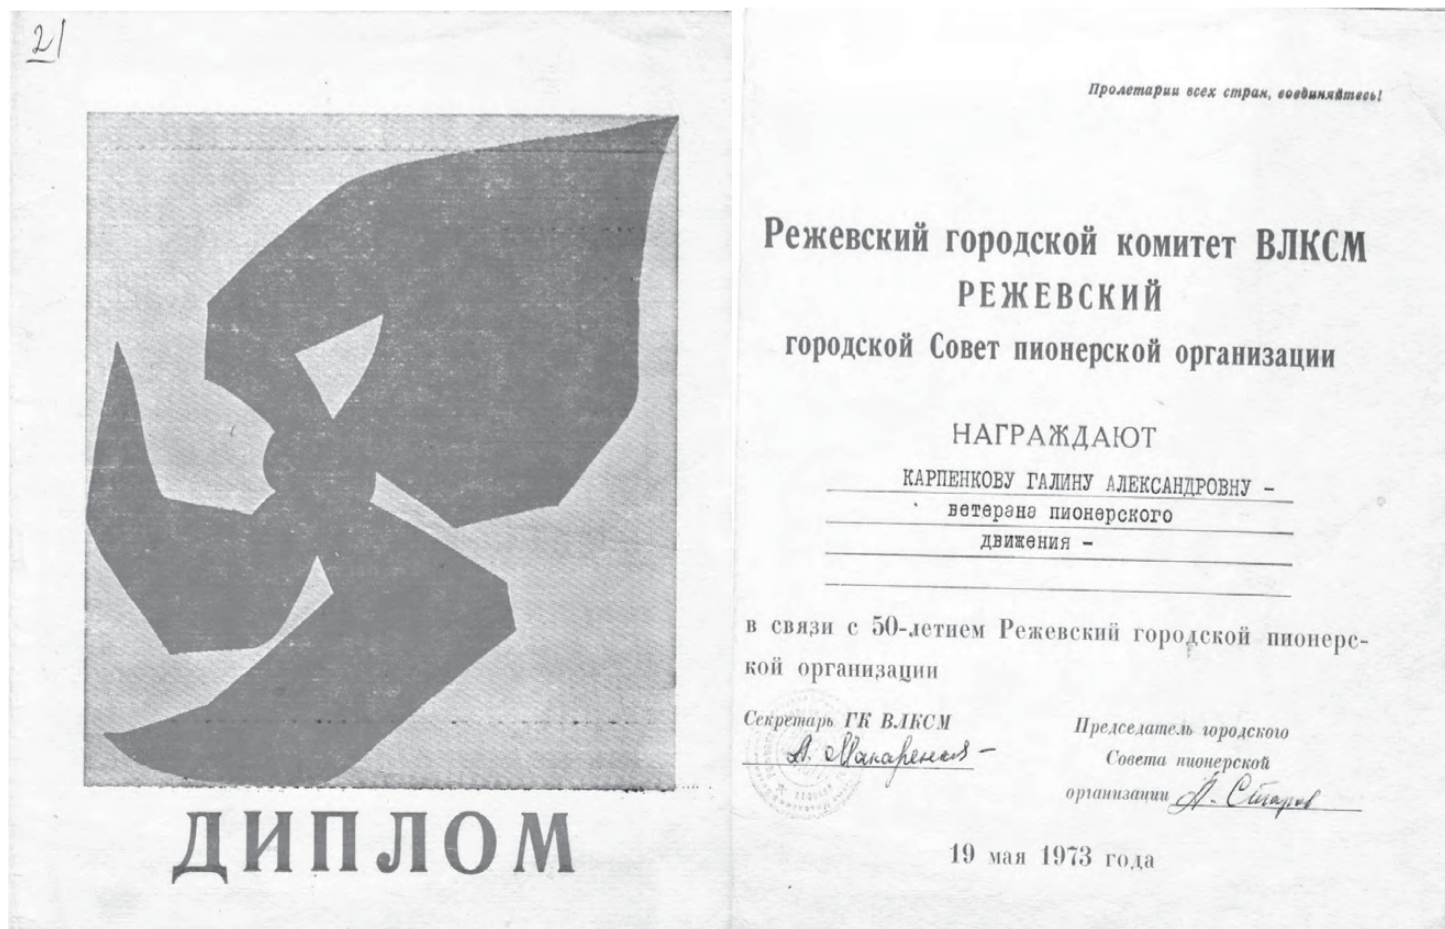 21
ДИПЛОМ
Пролетарии всех стран, соединяйтесь!
Режевский городской комитет ВЛКСМ
РЕЖЕВСКИЙ
городской Совет пионерской организации
НАГРАЖДАЮТ
КАРПЕНКОВУ ГАЛИНУ АЛЕКСАНДРОВНУ –
ветерана пионерского
движения –
в связи с 50-летием Режевский городской пионерс-
кой организации
Секретарь ГК ВЛКСМ
Председатель городского
Совета пионерской
организации
19 мая 1973 года